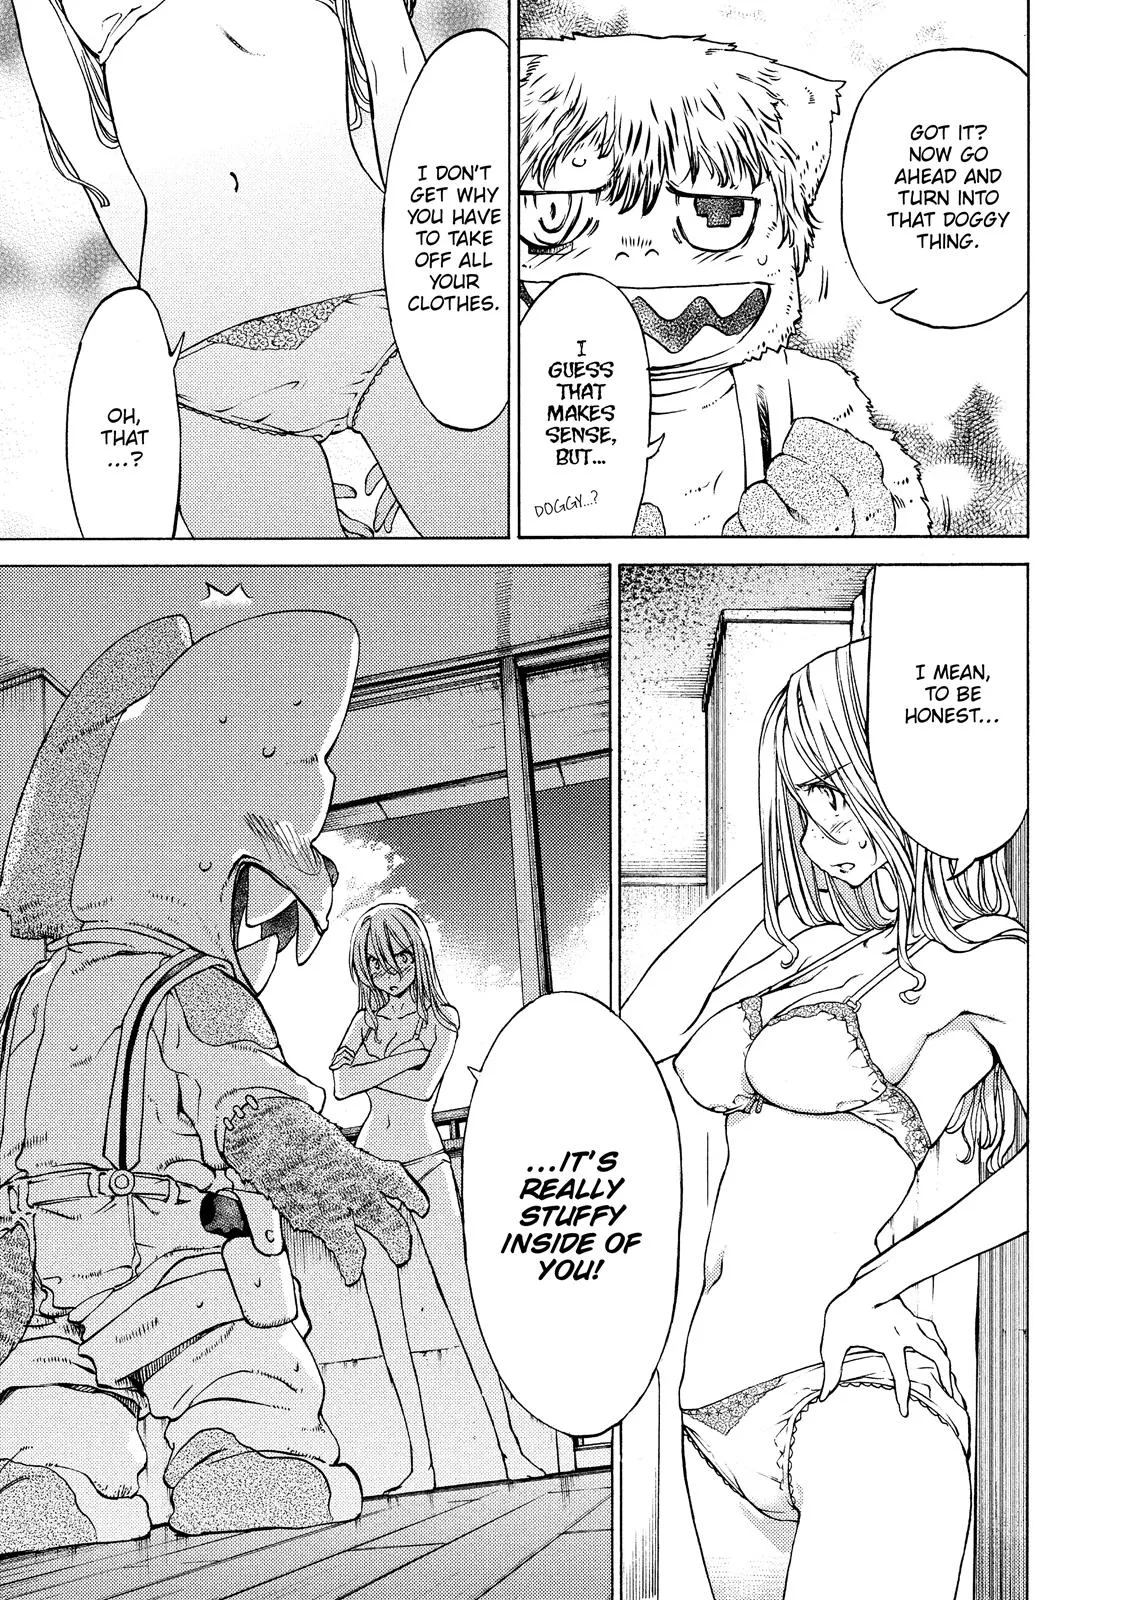 GOT IT?
NOW GO
AHEAD AND
TURN INTO
THAT DOGGY
THING.
I
GUESS
THAT
MAKES
SENSE,
BUT...
DOGGY...?
I DON'T
GET WHY
YOU HAVE
TO TAKE
OFF ALL
YOUR
CLOTHES.
OH,
THAT
...?
I MEAN,
TO BE
HONEST...
...IT'S
REALLY
STUFFY
INSIDE OF
YOU!